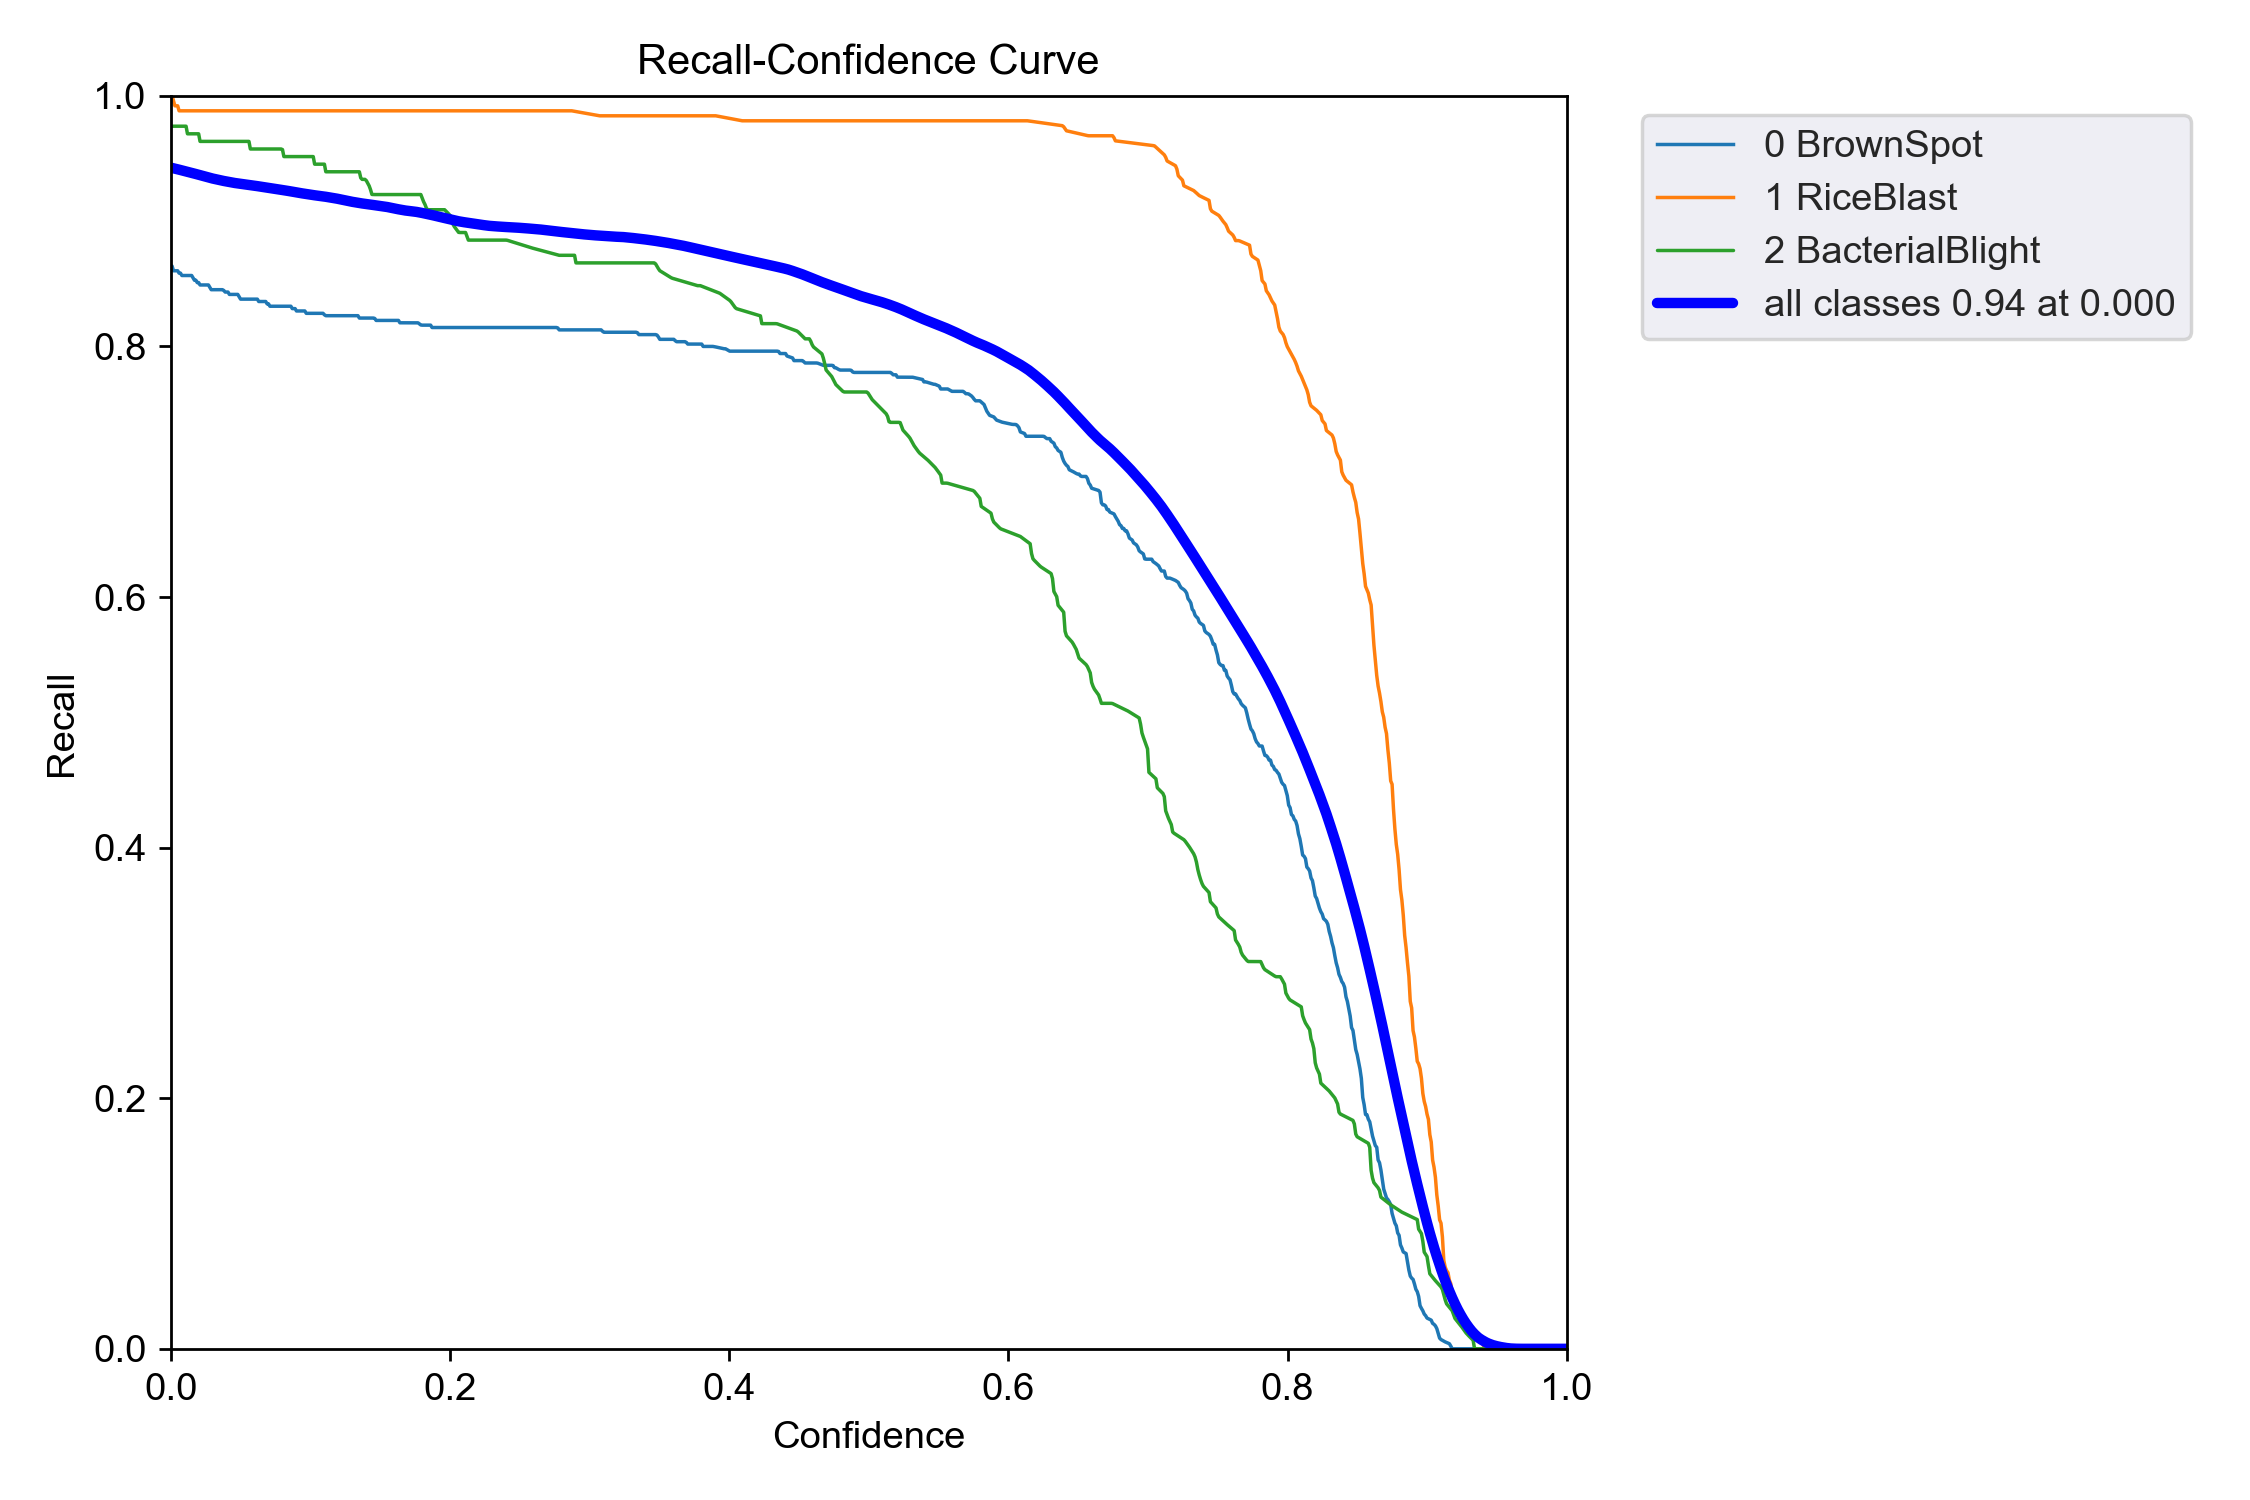 Recall-Confidence Curve
1.0
0.8
0.6
0.4
0.2
0.0
Recall
0.0 0.2 0.4 0.6 0.8 1.0
Confidence
0 BrownSpot
1 RiceBlast
2 BacterialBlight
all classes 0.94 at 0.000